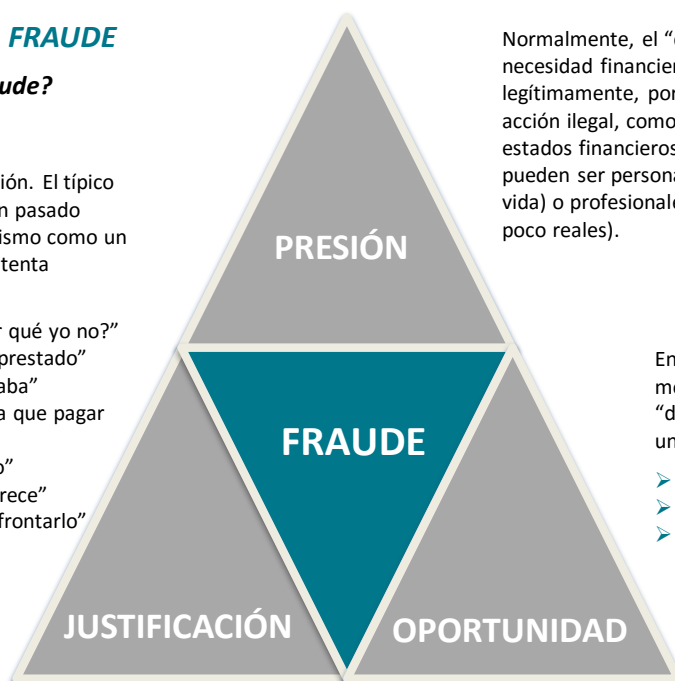 FRAUDE
ude?
ión. El típico
n pasado
ismo como un
tenta
r qué yo no?”
prestado”
aba”
a que pagar
o”
rece”
frontarlo”
PRESIÓN
FRAUDE
JUSTIFICACIÓN
OPORTUNIDAD
Normalmente, el “d
necesidad financier
legítimamente, por
acción ilegal, como
estados financieros
pueden ser persona
vida) o profesionale
poco reales).
En
me
“d
un